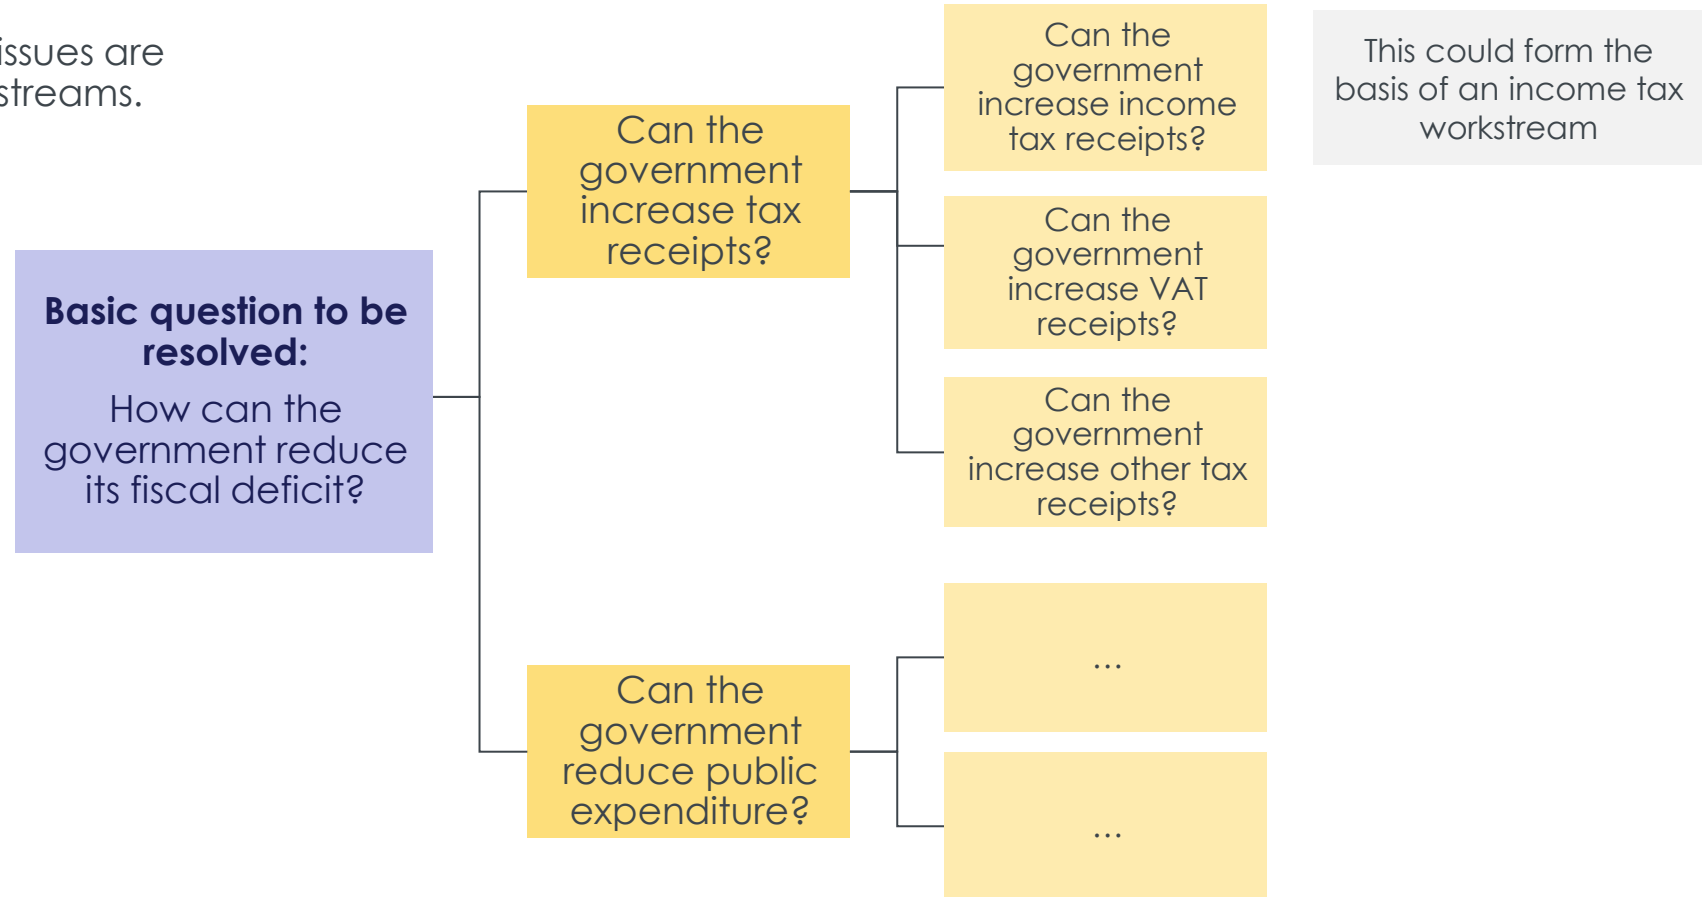 issues are
streams.
Basic question to be
resolved:
How can the
government reduce
its fiscal deficit?
Can the
government
increase tax
receipts?
Can the
government
increase income
tax receipts?
This could form the
basis of an income tax
workstream
Can the
government
increase VAT
receipts?
Can the
government
increase other tax
receipts?
Can the
government
reduce public
expenditure?
...
...